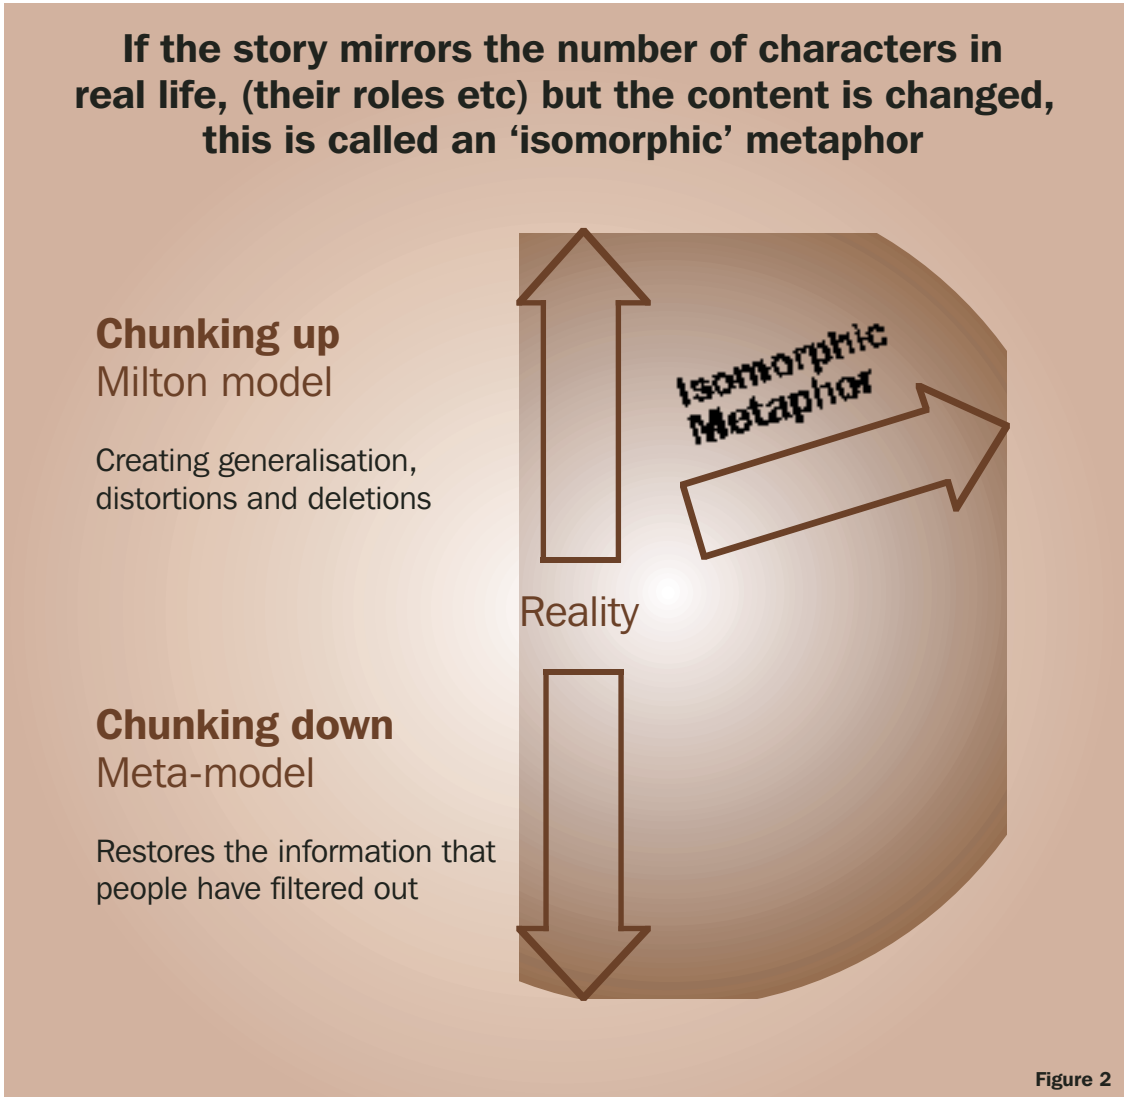 If the story mirrors the number of characters in
real life, (their roles etc) but the content is changed,
this is called an ‘isomorphic’ metaphor
Chunking up
Milton model
Creating generalisation,
distortions and deletions
Isomorphic
Metaphor
Reality
Chunking down
Meta-model
Restores the information that
people have filtered out
Figure 2